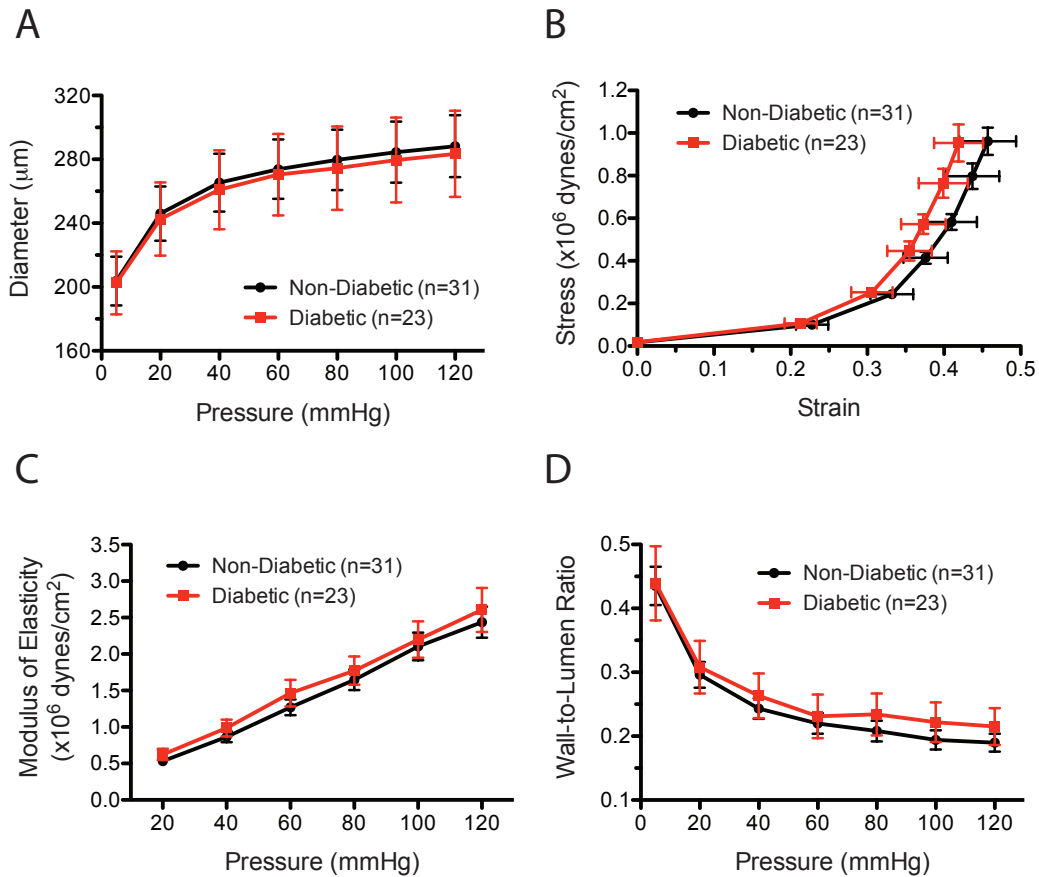 A
320
280
240
200
160
Diameter (μm)
Non-Diabetic (n=31)
Diabetic (n=23)
0 20 40 60 80 100 120
Pressure (mmHg)
B
1.2
1.0
0.8
0.6
0.4
0.2
0.0
Stress (x10⁶ dynes/cm²)
Non-Diabetic (n=31)
Diabetic (n=23)
0.0 0.1 0.2 0.3 0.4 0.5
Strain
C
3.5
3.0
2.5
2.0
1.5
1.0
0.5
0.0
Modulus of Elasticity
(x10⁶ dynes/cm²)
Non-Diabetic (n=31)
Diabetic (n=23)
20 40 60 80 100 120
Pressure (mmHg)
D
0.5
0.4
0.3
0.2
0.1
Wall-to-Lumen Ratio
Non-Diabetic (n=31)
Diabetic (n=23)
0 20 40 60 80 100 120
Pressure (mmHg)